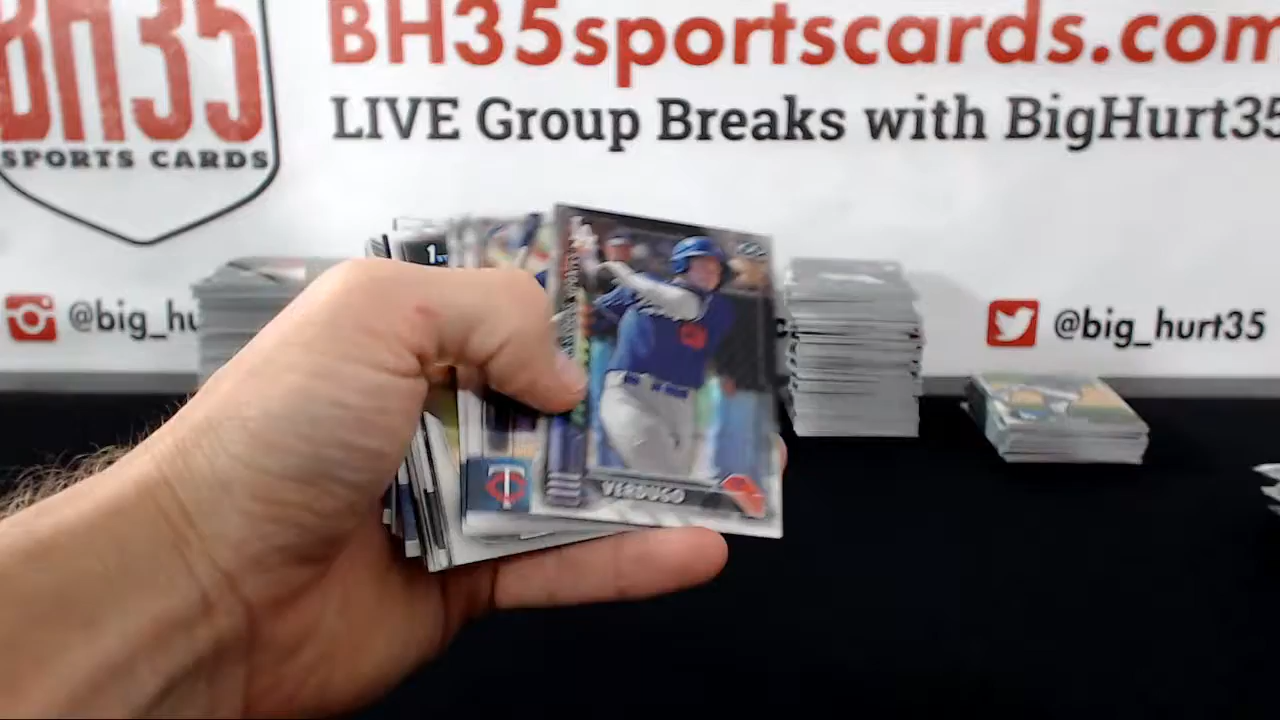 BH35
SPORTS CARDS
BH35sportscards.com
LIVE Group Breaks with BigHurt35
@big_hu
@big_hurt35
VERDUGO